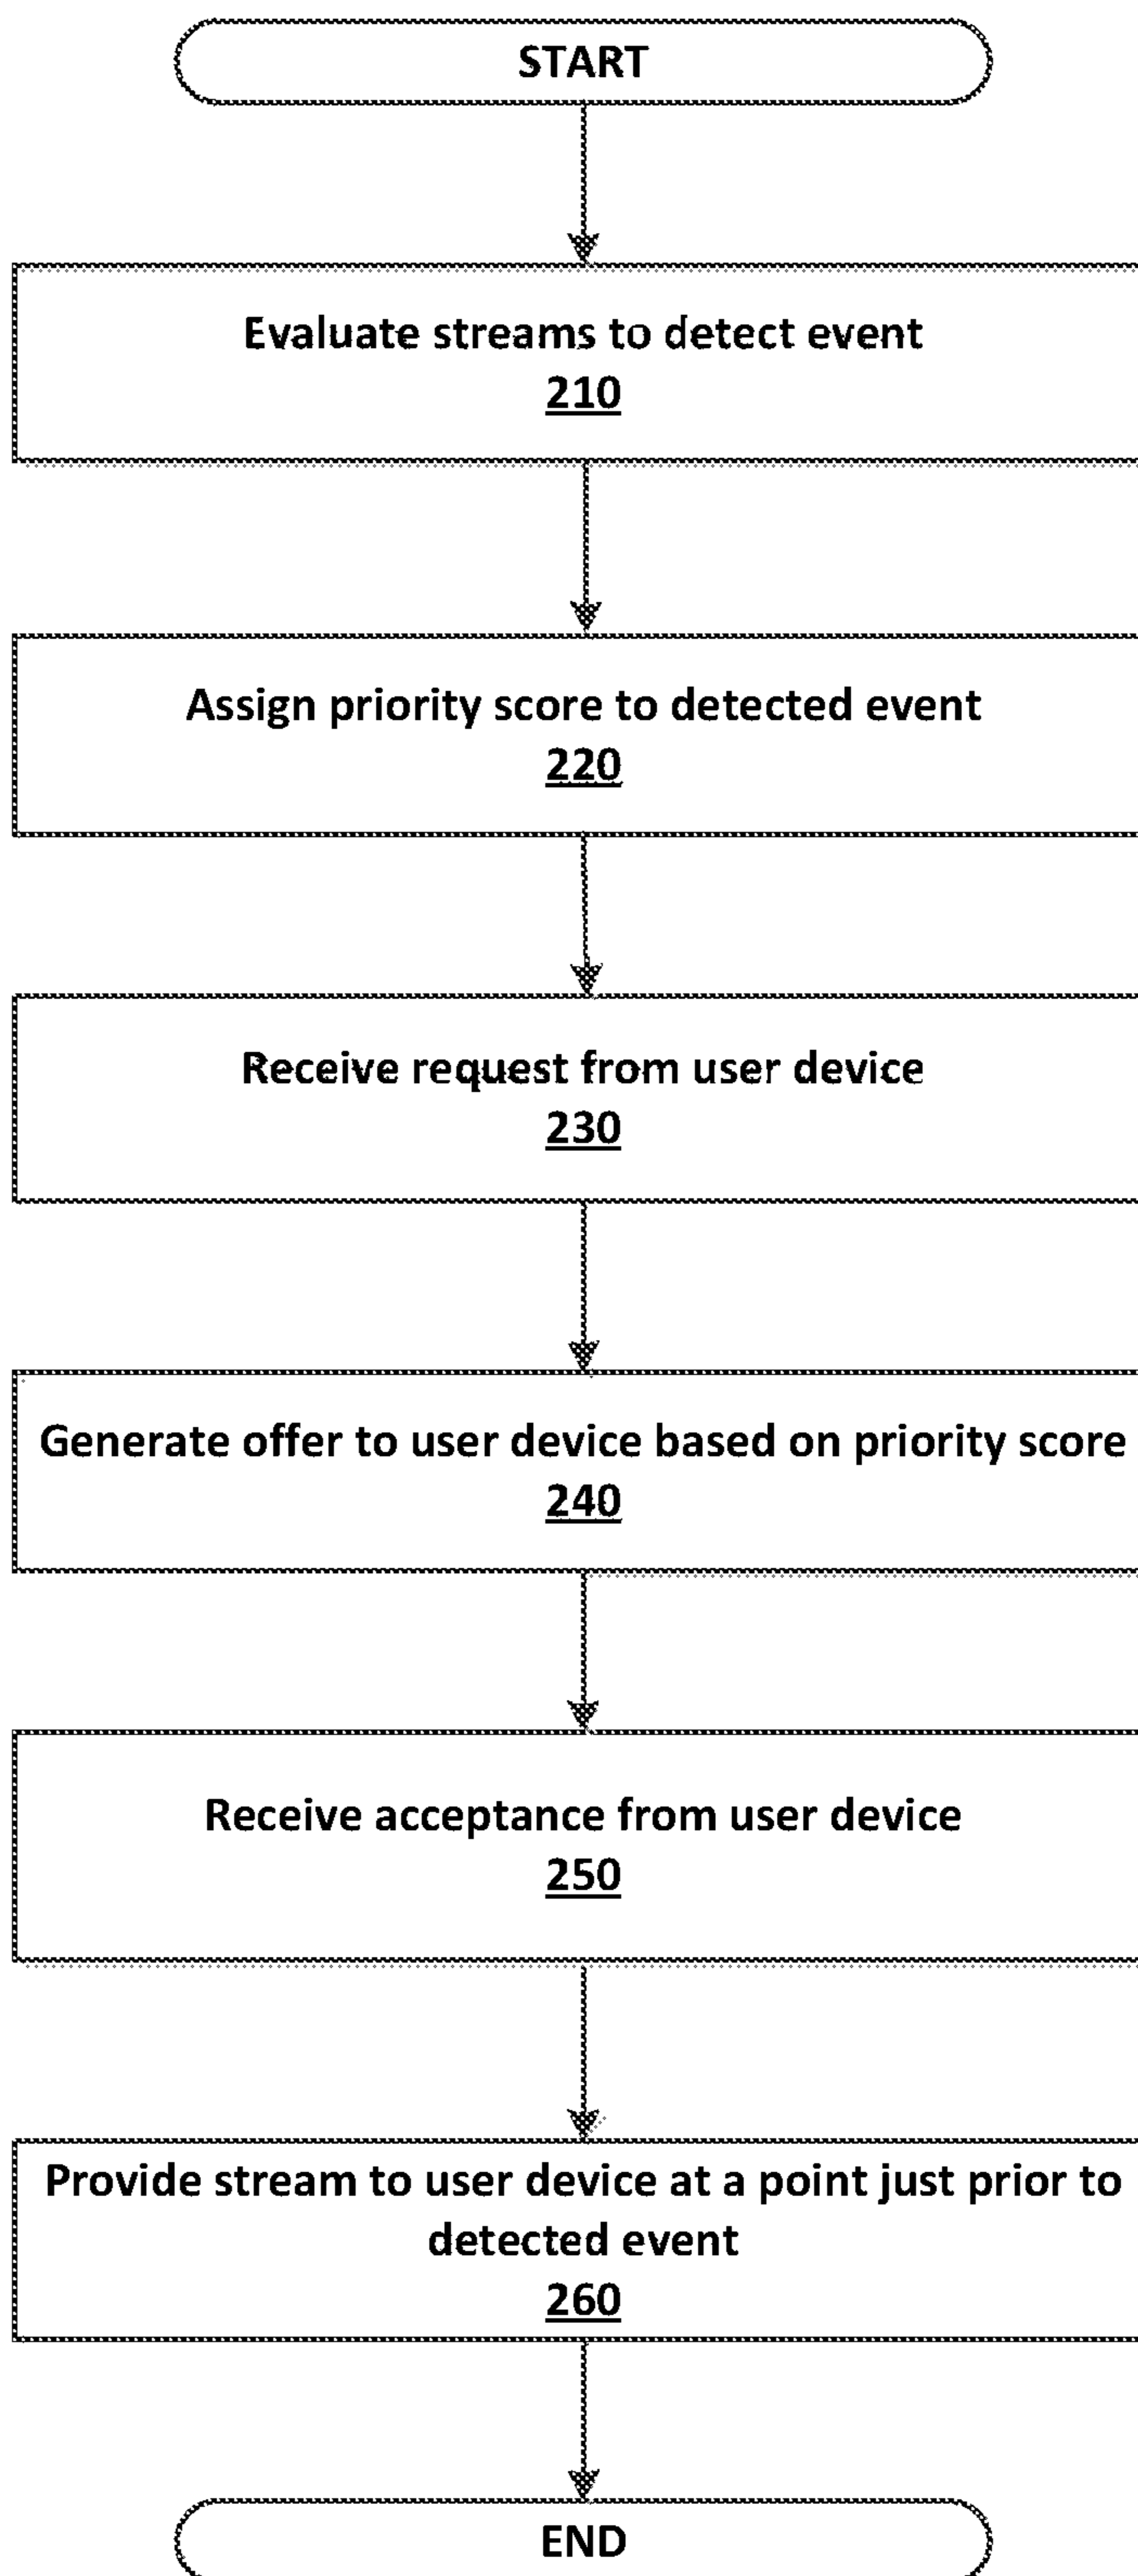 START
Evaluate streams to detect event
210
Assign priority score to detected event
220
Receive request from user device
230
Generate offer to user device based on priority score
240
Receive acceptance from user device
250
Provide stream to user device at a point just prior to
detected event
260
END